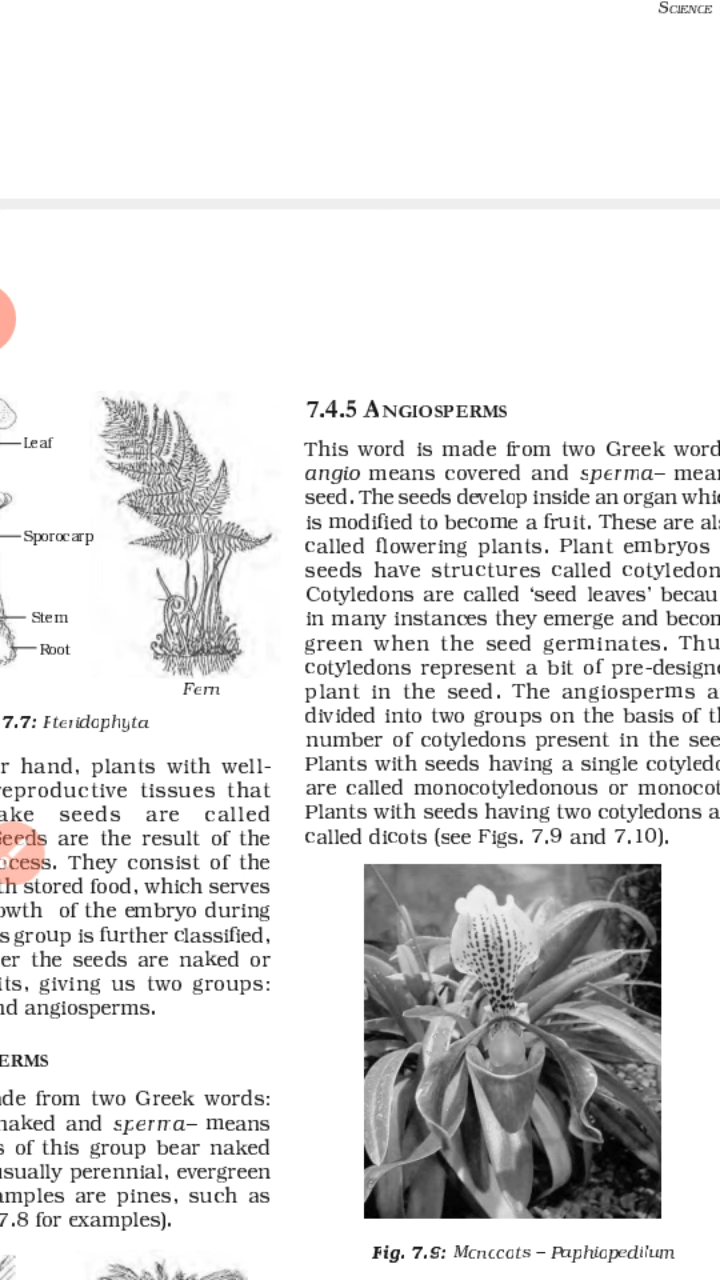 SCIENCE
Leaf
Sporocarp
Stem
Root
Fern
7.7: Pteridophyta
r hand, plants with well-
reproductive tissues that
ake seeds are called
Seeds are the result of the
ocess. They consist of the
th stored food, which serves
owth of the embryo during
s group is further classified,
er the seeds are naked or
its, giving us two groups:
nd angiosperms.
ERMS
de from two Greek words:
naked and sperma– means
s of this group bear naked
usually perennial, evergreen
amples are pines, such as
7.8 for examples).
7.4.5 ANGIOSPERMS
This word is made from two Greek word
angio means covered and sperma– mean
seed. The seeds develop inside an organ whic
is modified to become a fruit. These are als
called flowering plants. Plant embryos
seeds have structures called cotyledon
Cotyledons are called ‘seed leaves’ becau
in many instances they emerge and becom
green when the seed germinates. Thu
cotyledons represent a bit of pre-designe
plant in the seed. The angiosperms a
divided into two groups on the basis of th
number of cotyledons present in the see
Plants with seeds having a single cotyledo
are called monocotyledonous or monocot
Plants with seeds having two cotyledons a
called dicots (see Figs. 7.9 and 7.10).
Fig. 7.9: Monocots – Paphiopedilum